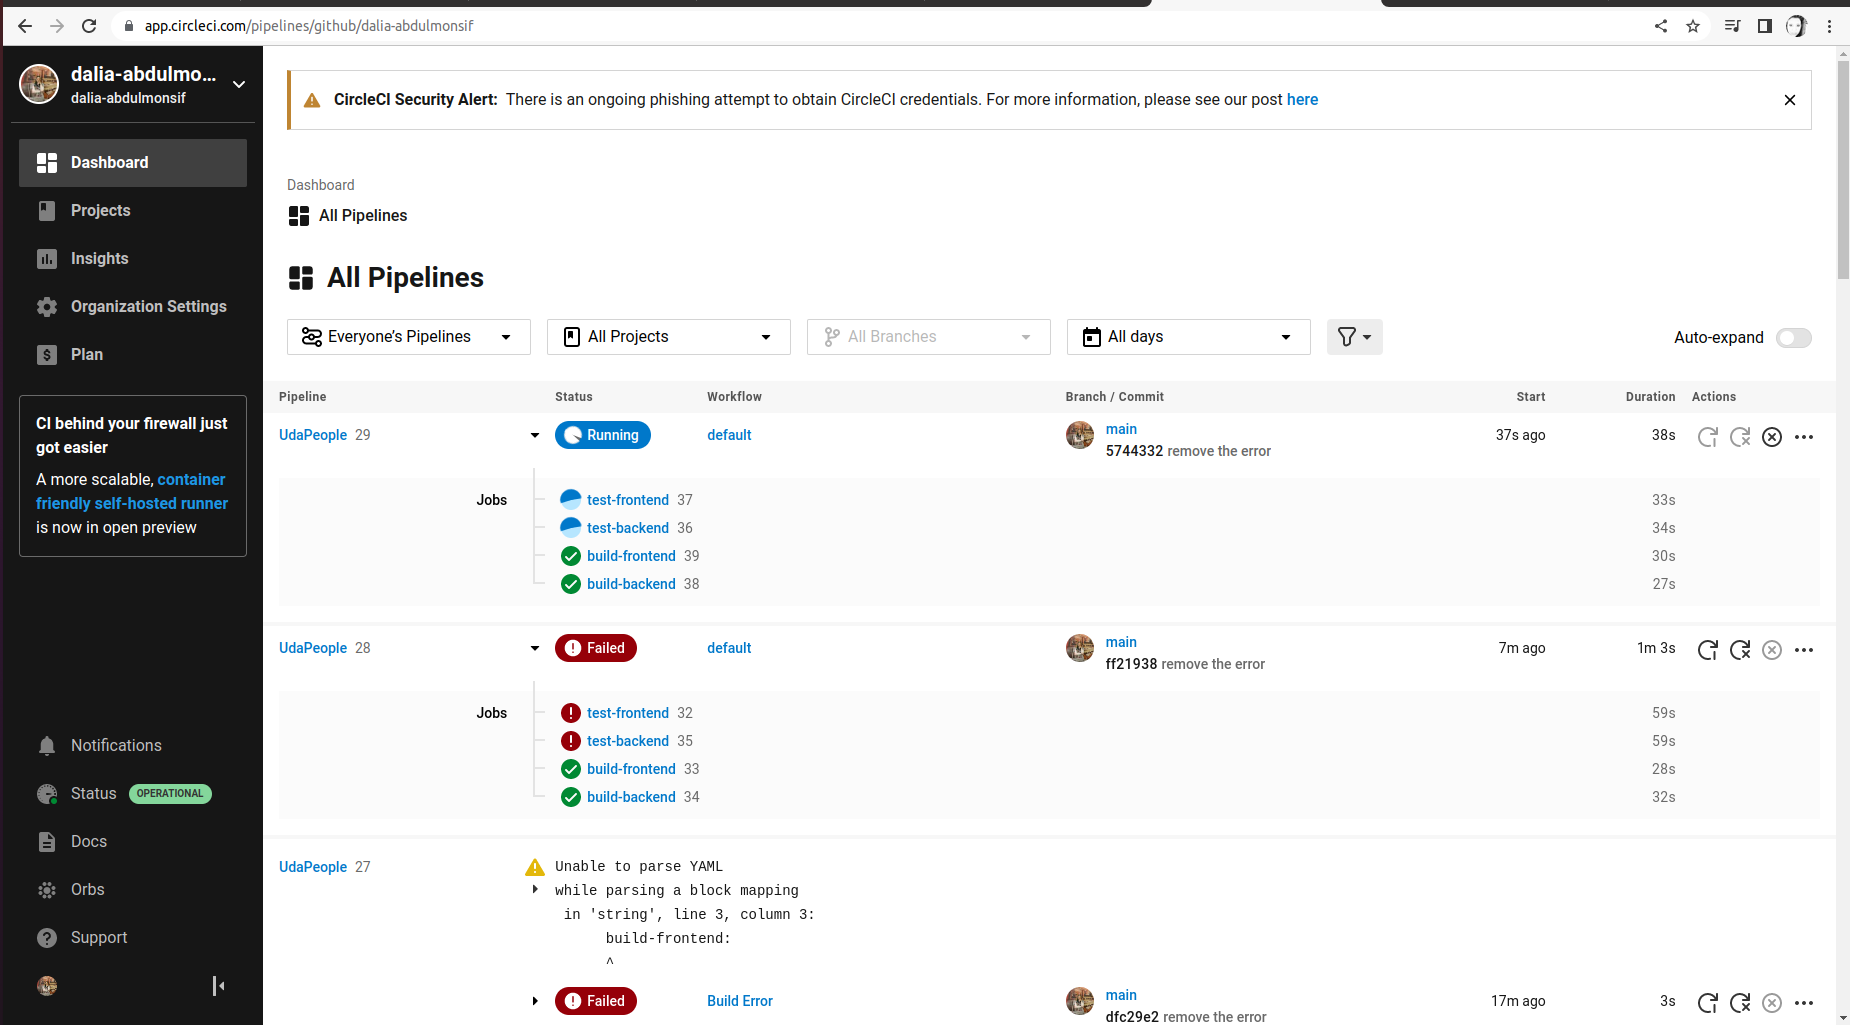 app.circleci.com/pipelines/github/dalia-abdulmonsif
dalia-abdulmo...
dalia-abdulmonsif
Dashboard
Projects
Insights
Organization Settings
Plan
CI behind your firewall just
got easier
A more scalable, container
friendly self-hosted runner
is now in open preview
Notifications
Status OPERATIONAL
Docs
Orbs
Support
CircleCI Security Alert: There is an ongoing phishing attempt to obtain CircleCI credentials. For more information, please see our post here
Dashboard
All Pipelines
All Pipelines
Everyone’s Pipelines All Projects All Branches All days Auto-expand
Pipeline Status Workflow Branch / Commit Start Duration Actions
UdaPeople 29 Running default main 37s ago 38s
5744332 remove the error
Jobs test-frontend 37 33s
test-backend 36 34s
build-frontend 39 30s
build-backend 38 27s
UdaPeople 28 Failed default main 7m ago 1m 3s
ff21938 remove the error
Jobs test-frontend 32 59s
test-backend 35 59s
build-frontend 33 28s
build-backend 34 32s
UdaPeople 27 Unable to parse YAML
while parsing a block mapping
in 'string', line 3, column 3:
build-frontend:
^
Failed Build Error main 17m ago 3s
dfc29e2 remove the error